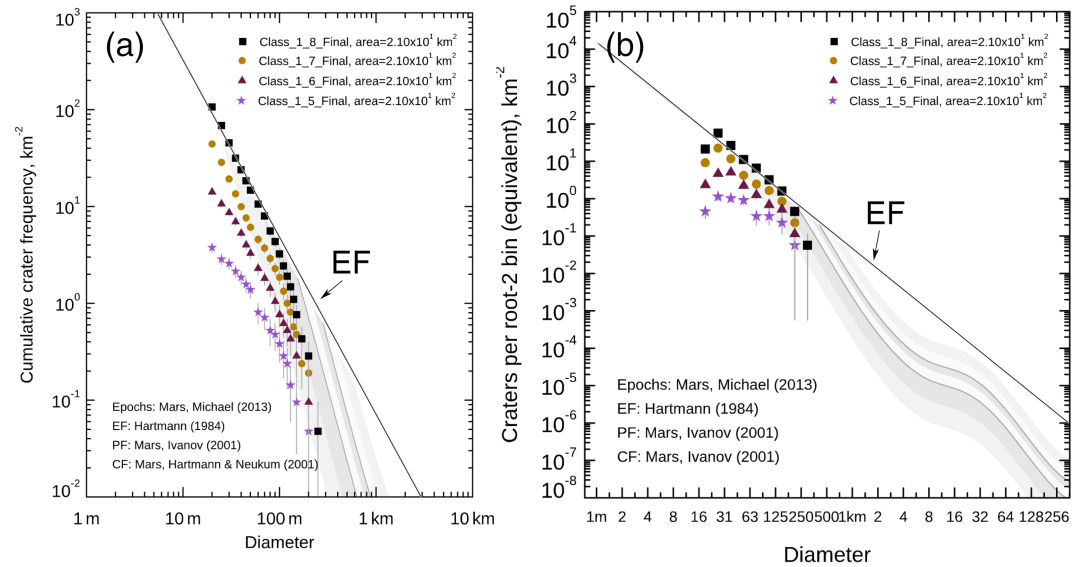 (a)
Class_1_8_Final, area=2.10x10¹ km²
Class_1_7_Final, area=2.10x10¹ km²
Class_1_6_Final, area=2.10x10¹ km²
Class_1_5_Final, area=2.10x10¹ km²
Cumulative crater frequency, km⁻²
10³
10²
10¹
10⁰
10⁻¹
10⁻²
EF
Epochs: Mars, Michael (2013)
EF: Hartmann (1984)
PF: Mars, Ivanov (2001)
CF: Mars, Hartmann & Neukum (2001)
1 m 10 m 100 m 1 km 10 km
Diameter
(b)
Class_1_8_Final, area=2.10x10¹ km²
Class_1_7_Final, area=2.10x10¹ km²
Class_1_6_Final, area=2.10x10¹ km²
Class_1_5_Final, area=2.10x10¹ km²
Craters per root-2 bin (equivalent), km⁻²
10⁵
10⁴
10³
10²
10¹
10⁰
10⁻¹
10⁻²
10⁻³
10⁻⁴
10⁻⁵
10⁻⁶
10⁻⁷
10⁻⁸
EF
Epochs: Mars, Michael (2013)
EF: Hartmann (1984)
PF: Mars, Ivanov (2001)
CF: Mars, Ivanov (2001)
1m 2 4 8 16 31 63 125 250 500 1km 2 4 8 16 32 64 128 256
Diameter